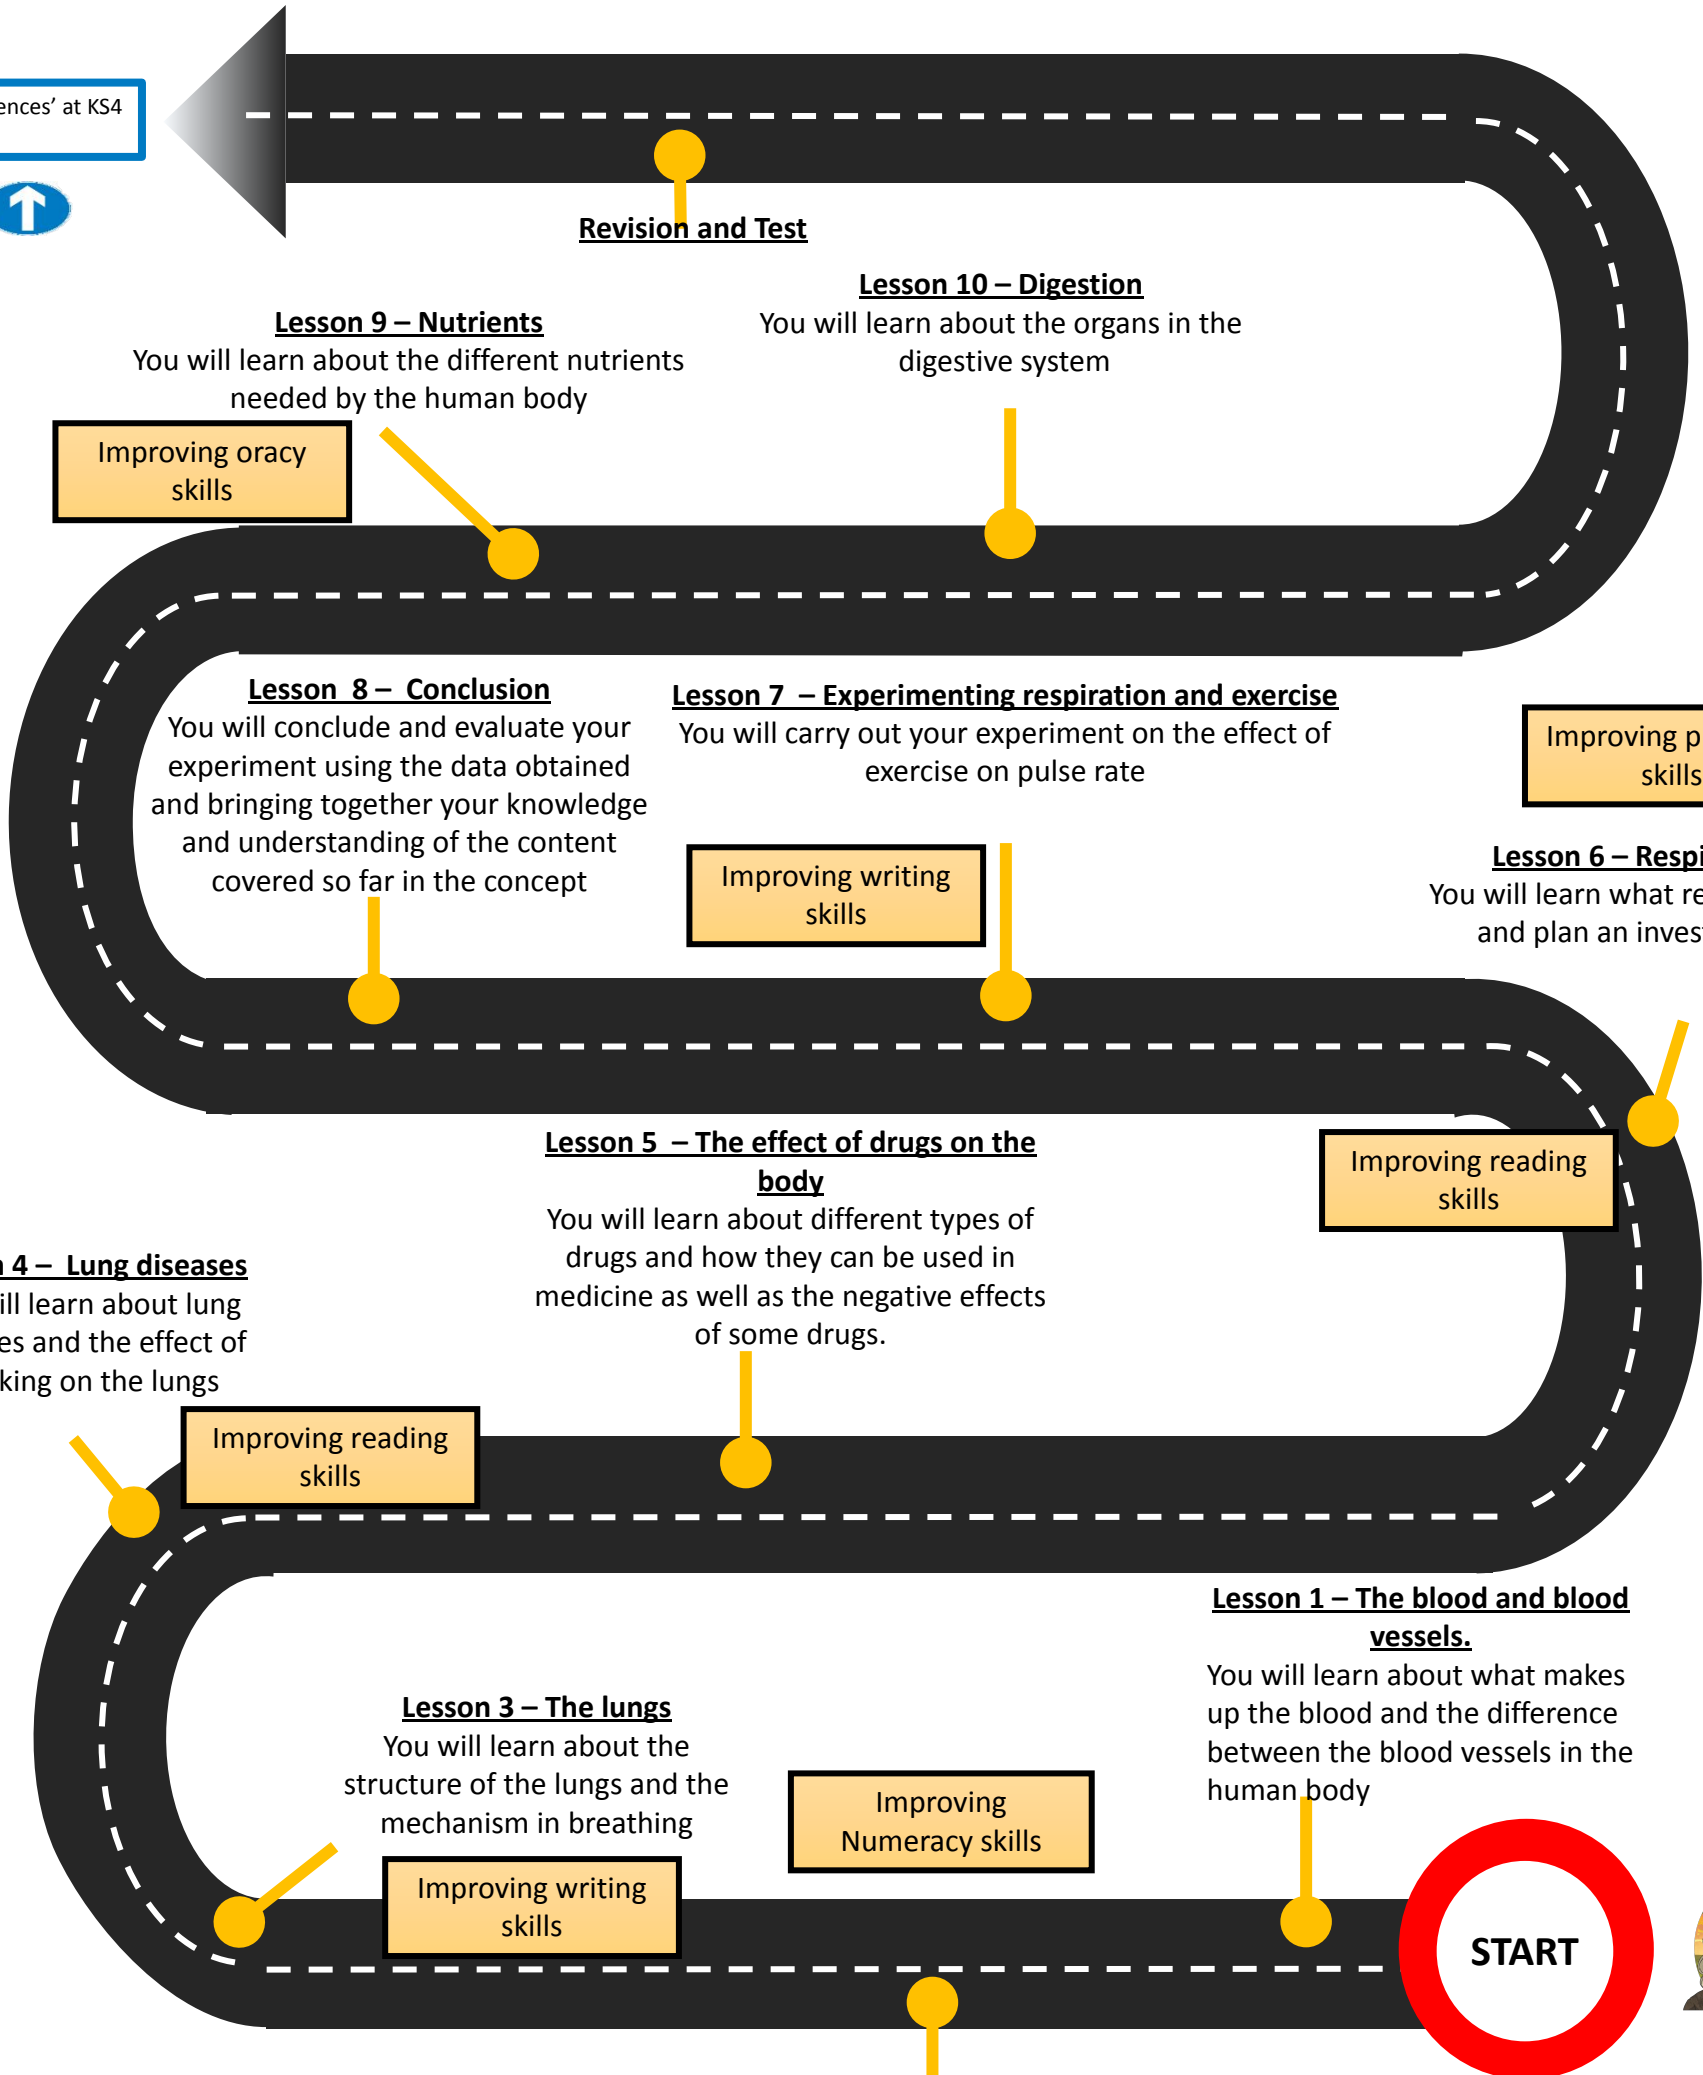 ences’ at KS4
Revision and Test
Lesson 10 – Digestion
You will learn about the organs in the
digestive system
Lesson 9 – Nutrients
You will learn about the different nutrients
needed by the human body
Improving oracy
skills
Lesson 8 – Conclusion
You will conclude and evaluate your
experiment using the data obtained
and bringing together your knowledge
and understanding of the content
covered so far in the concept
Lesson 7 – Experimenting respiration and exercise
You will carry out your experiment on the effect of
exercise on pulse rate
Improving writing
skills
Improving p
skills
Lesson 6 – Respi
You will learn what re
and plan an inves
Lesson 5 – The effect of drugs on the
body
You will learn about different types of
drugs and how they can be used in
medicine as well as the negative effects
of some drugs.
Improving reading
skills
4 – Lung diseases
ill learn about lung
es and the effect of
king on the lungs
Improving reading
skills
Lesson 1 – The blood and blood
vessels.
You will learn about what makes
up the blood and the difference
between the blood vessels in the
human body
Lesson 3 – The lungs
You will learn about the
structure of the lungs and the
mechanism in breathing
Improving
Numeracy skills
Improving writing
skills
START